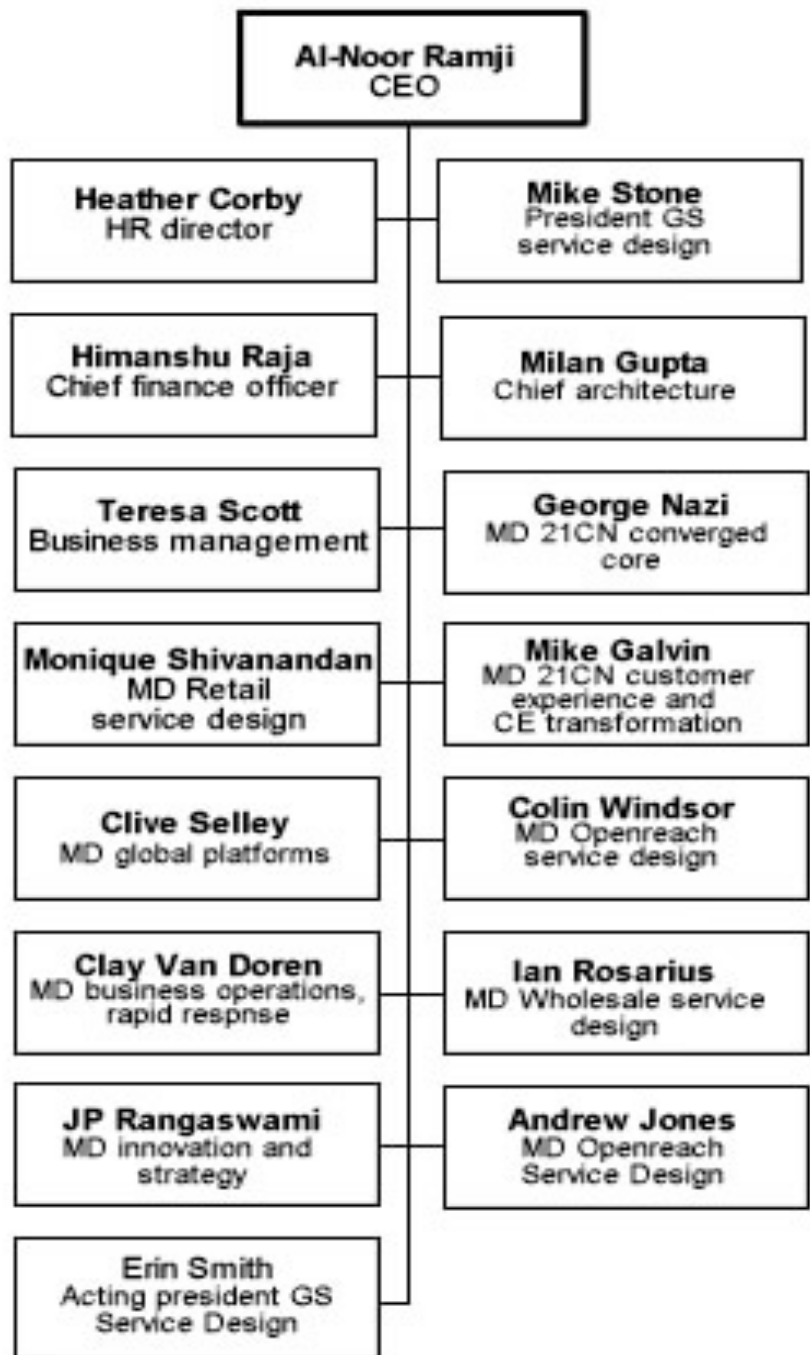 Al-Noor Ramji
CEO
Heather Corby
HR director
Mike Stone
President GS
service design
Himanshu Raja
Chief finance officer
Milan Gupta
Chief architecture
Teresa Scott
Business management
George Nazi
MD 21CN converged
core
Monique Shivanandan
MD Retail
service design
Mike Galvin
MD 21CN customer
experience and
CE transformation
Clive Selley
MD global platforms
Colin Windsor
MD Openreach
service design
Clay Van Doren
MD business operations,
rapid respnse
Ian Rosarius
MD Wholesale service
design
JP Rangaswami
MD innovation and
strategy
Andrew Jones
MD Openreach
Service Design
Erin Smith
Acting president GS
Service Design